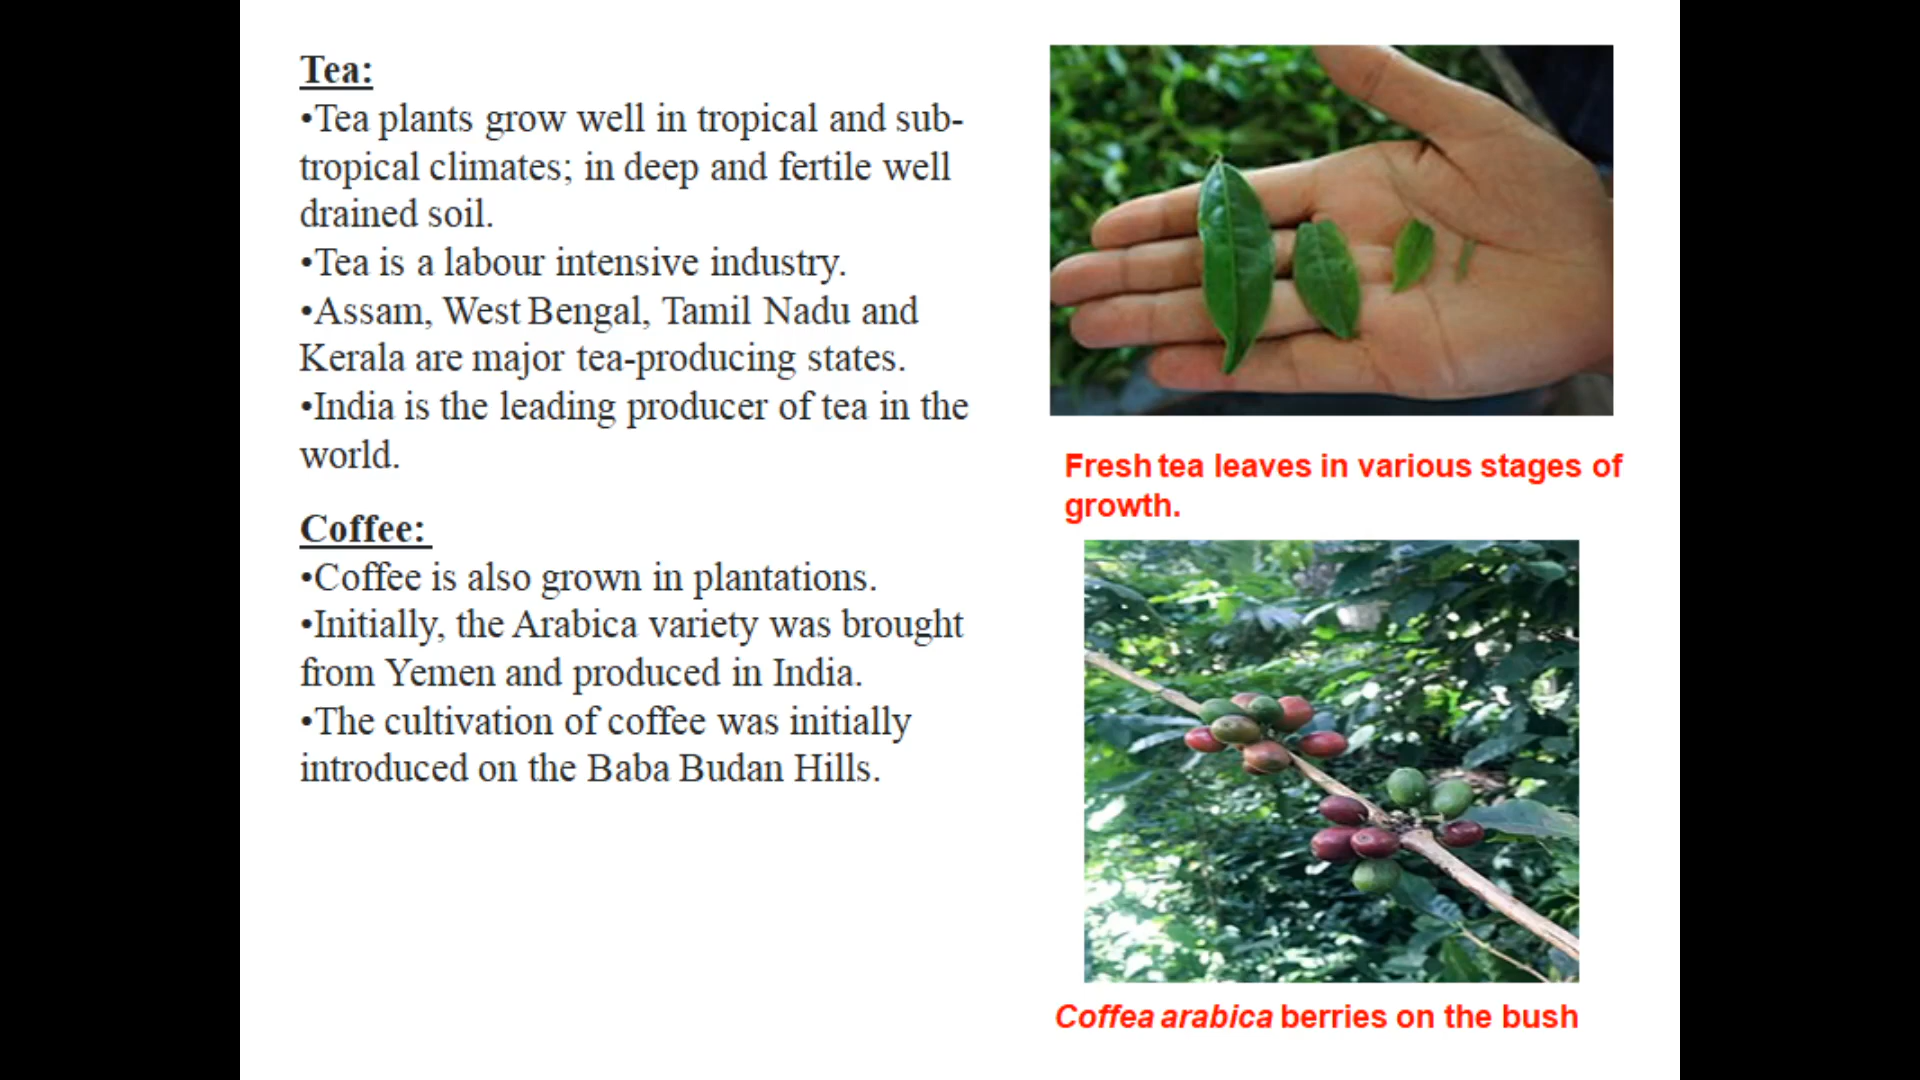 Tea:
•Tea plants grow well in tropical and sub-
tropical climates; in deep and fertile well
drained soil.
•Tea is a labour intensive industry.
•Assam, West Bengal, Tamil Nadu and
Kerala are major tea-producing states.
•India is the leading producer of tea in the
world.
Coffee:
•Coffee is also grown in plantations.
•Initially, the Arabica variety was brought
from Yemen and produced in India.
•The cultivation of coffee was initially
introduced on the Baba Budan Hills.
Fresh tea leaves in various stages of
growth.
Coffea arabica berries on the bush